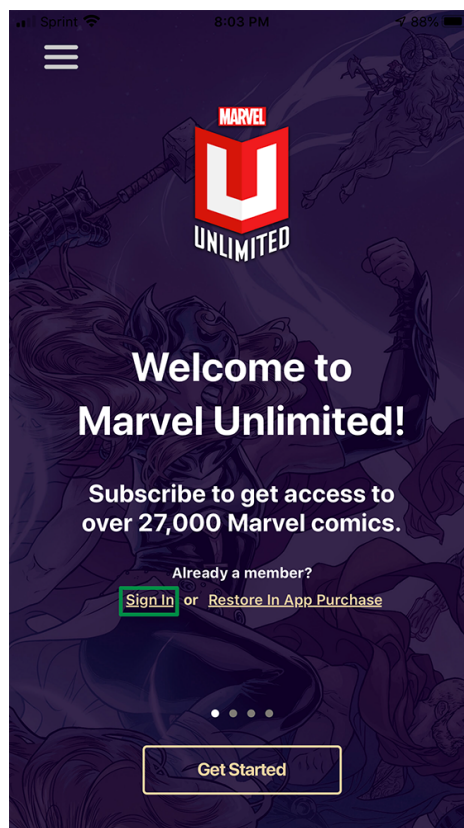 Sprint 8:03 PM 88%
MARVEL
UNLIMITED
Welcome to
Marvel Unlimited!
Subscribe to get access to
over 27,000 Marvel comics.
Already a member?
Sign In or Restore In App Purchase
Get Started